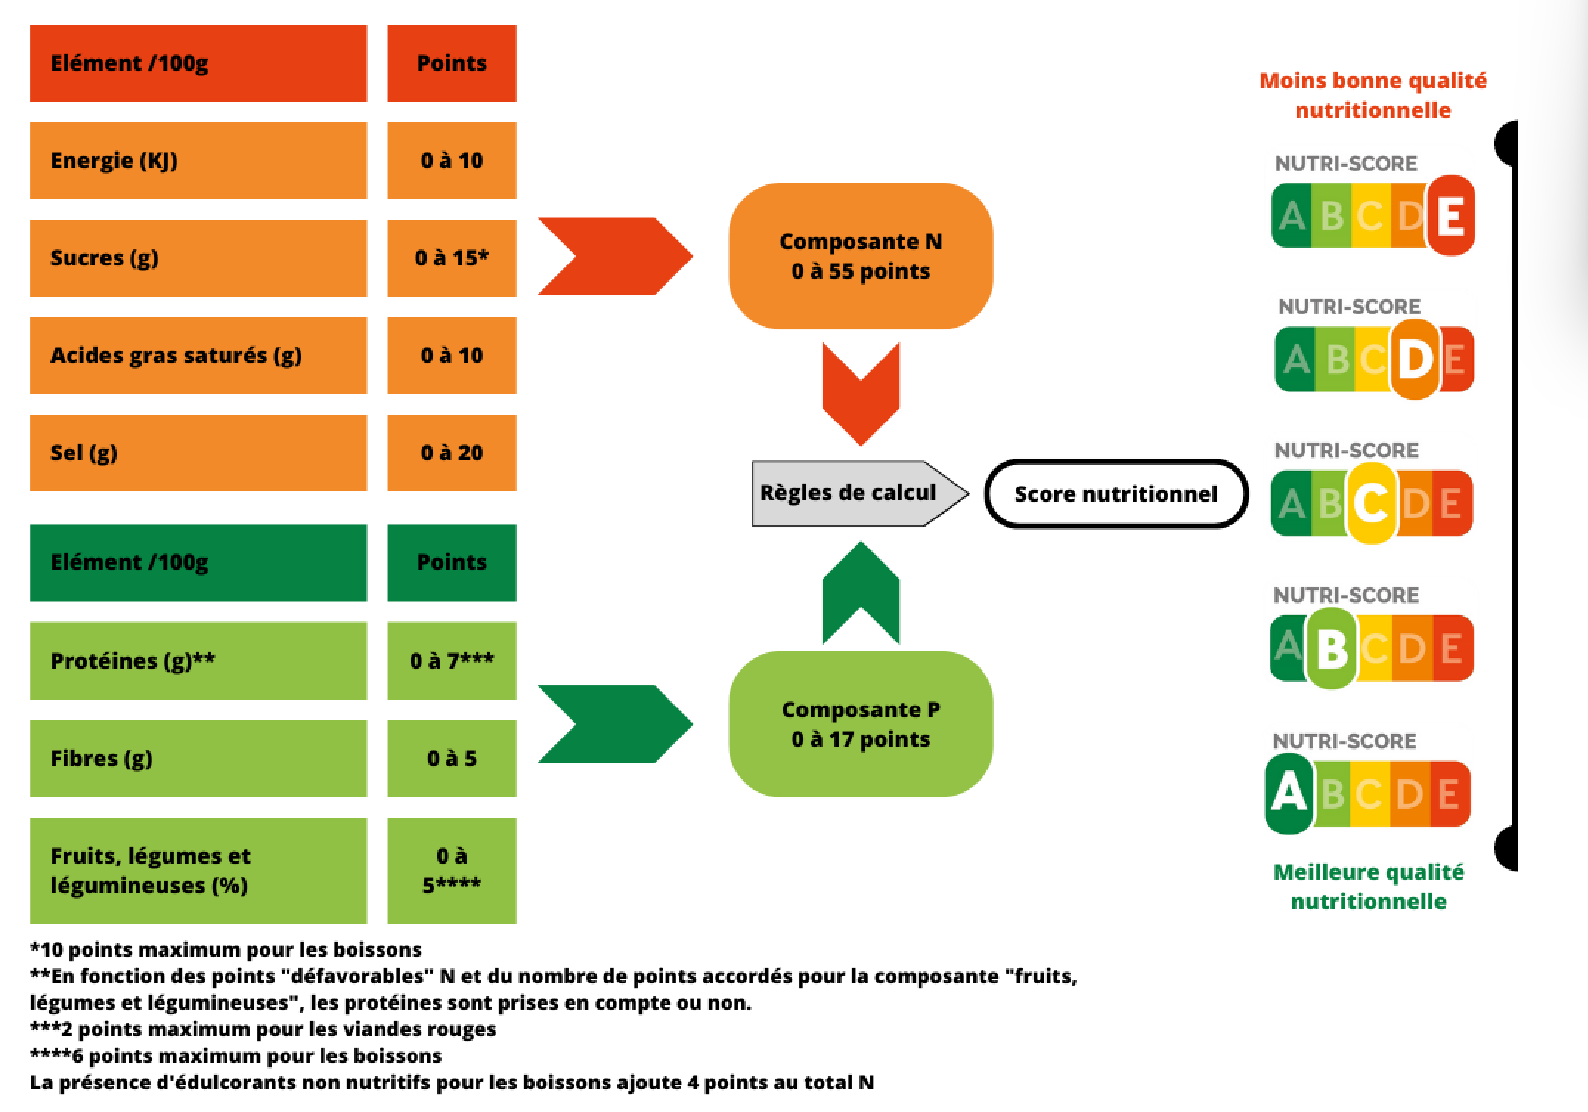 Elément /100g Points
Energie (KJ) 0 à 10
Sucres (g) 0 à 15*
Acides gras saturés (g) 0 à 10
Sel (g) 0 à 20
Elément /100g Points
Protéines (g)** 0 à 7***
Fibres (g) 0 à 5
Fruits, légumes et
légumineuses (%)
0 à
5****
Composante N
0 à 55 points
Règles de calcul
Score nutritionnel
Composante P
0 à 17 points
Moins bonne qualité
nutritionnelle
NUTRI-SCORE
A B C D E
NUTRI-SCORE
A B C D E
NUTRI-SCORE
A B C D E
NUTRI-SCORE
A B C D E
NUTRI-SCORE
A B C D E
Meilleure qualité
nutritionnelle
*10 points maximum pour les boissons
**En fonction des points "défavorables" N et du nombre de points accordés pour la composante "fruits,
légumes et légumineuses", les protéines sont prises en compte ou non.
***2 points maximum pour les viandes rouges
****6 points maximum pour les boissons
La présence d'édulcorants non nutritifs pour les boissons ajoute 4 points au total N